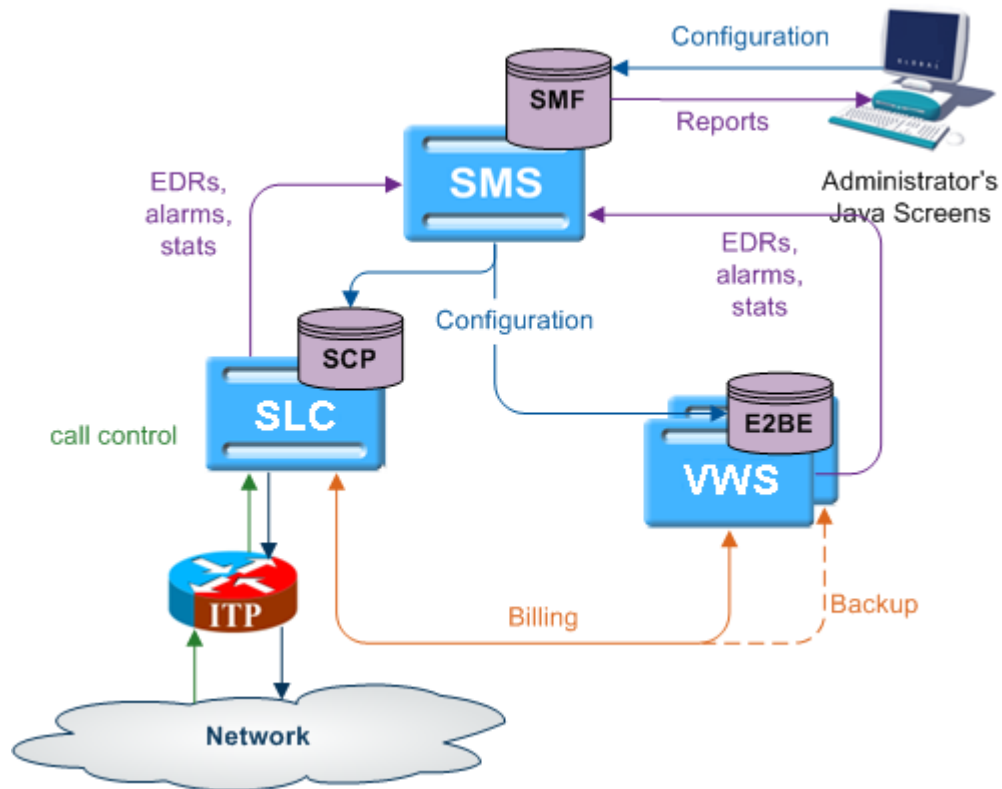 Configuration
SMF
GLOBAL
Reports
SMS
EDRs,
alarms,
stats
Administrator's
Java Screens
EDRs,
alarms,
stats
Configuration
SCP
SLC
E2BE
VWS
call control
ITP
Billing
Backup
Network